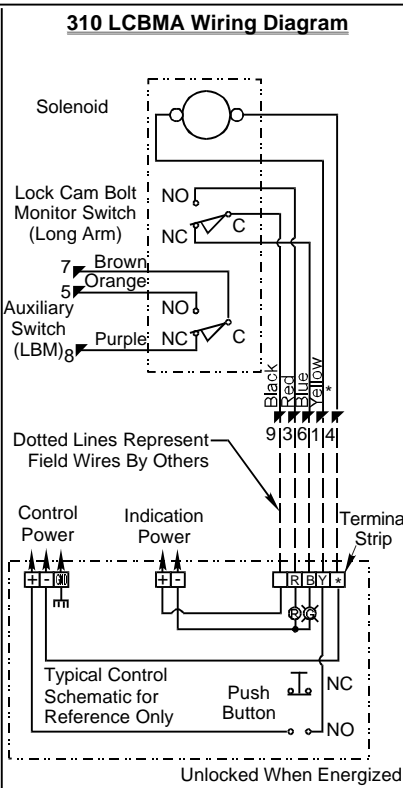 310 LCBMA Wiring Diagram
Solenoid
Lock Cam Bolt
Monitor Switch
(Long Arm)
NO
NC
C
7 Brown
5 Orange
Auxiliary
Switch
(LBM) 8 Purple
NO
NC
C
Black
Red
Blue
Yellow
*
9 3 6 1 4
Dotted Lines Represent
Field Wires By Others
Control
Power
Indication
Power
Termina
Strip
+ - GND
+ -
R B Y *
R G
Typical Control
Schematic for
Reference Only
Push
Button
NC
NO
Unlocked When Energized